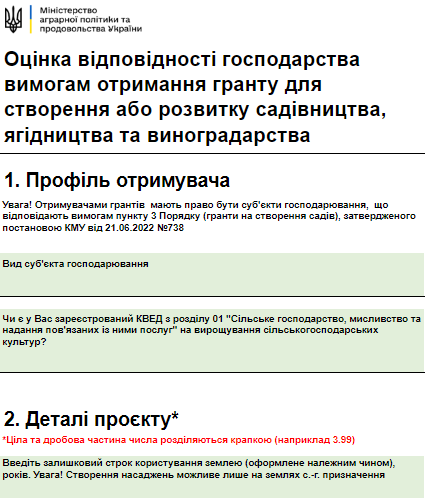 Міністерство
аграрної політики та
продовольства України
Оцінка відповідності господарства
вимогам отримання гранту для
створення або розвитку садівництва,
ягідництва та виноградарства
1. Профіль отримувача
Увага! Отримувачами грантів мають право бути суб'єкти господарювання, що
відповідають вимогам пункту 3 Порядку (гранти на створення садів), затвердженого
постановою КМУ від 21.06.2022 №738
Вид суб'єкта господарювання
Чи є у Вас зареєстрований КВЕД з розділу 01 "Сільське господарство, мисливство та
надання пов'язаних із ними послуг" на вирощування сільськогосподарських
культур?
2. Деталі проєкту*
*Ціла та дробова частина числа розділяються крапкою (наприклад 3.99)
Введіть залишковий строк користування землею (оформлене належним чином),
років. Увага! Створення насаджень можливе лише на землях с.-г. призначення